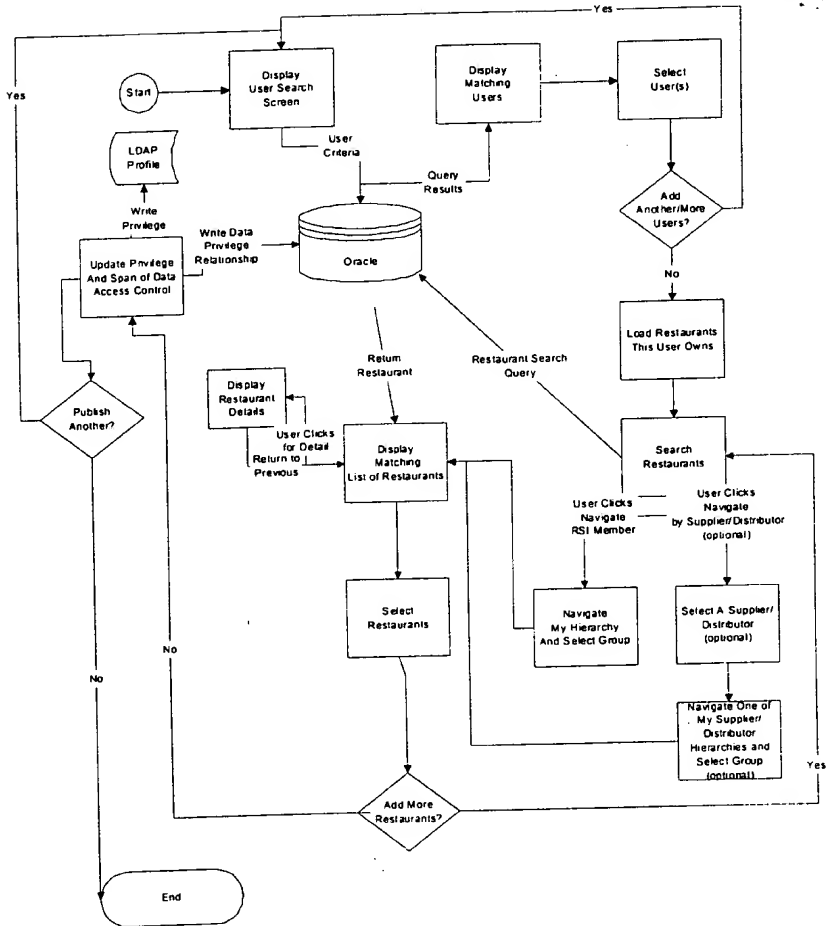 Yes
Yes
Start
Display
User Search
Screen
Display
Matching
Users
Select
User(s)
User
Criteria
Query
Results
LDAP
Profile
Write
Privilege
Write Data
Privilege
Relationship
Update Privilege
And Span of Data
Access Control
Oracle
Add
Another/More
Users?
No
Load Restaurants
This User Owns
Return
Restaurant
Restaurant Search
Query
Display
Restaurant
Details
Publish
Another?
User Clicks
for Detail
Return to
Previous
Display
Matching
List of Restaurants
Search
Restaurants
User Clicks
Navigate
RSI Member
User Clicks
Navigate
by Supplier/Distributor
(optional)
Select
Restaurants
Navigate
My Hierarchy
And Select Group
Select A Supplier/
Distributor
(optional)
No
No
Navigate One of
My Supplier/
Distributor
Hierarchies and
Select Group
(optional)
Yes
Add More
Restaurants?
End